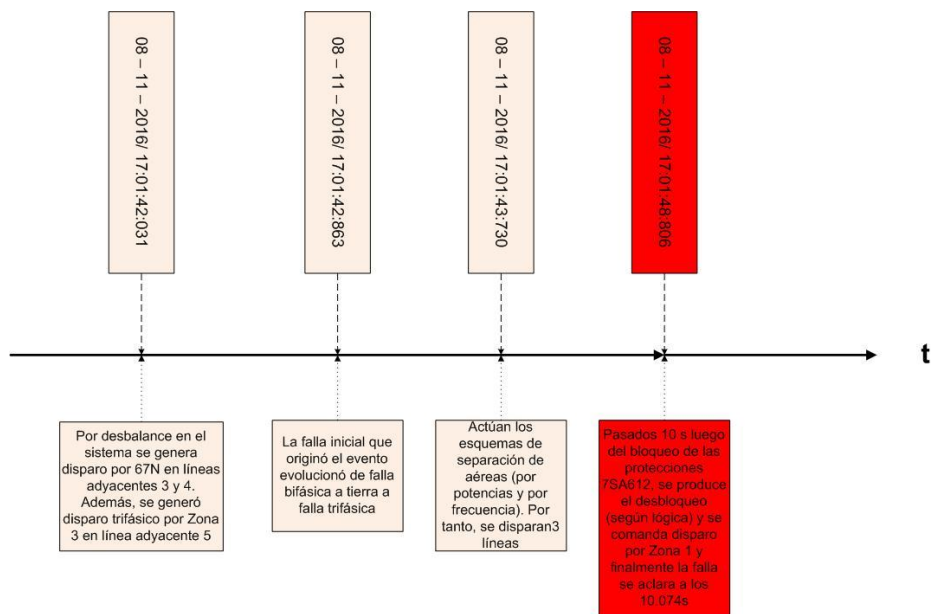 08 – 11 – 2016/ 17:01:42:031
08 – 11 – 2016/ 17:01:42:863
08 – 11 – 2016/ 17:01:43:730
08 – 11 – 2016/ 17:01:48:806
t
Por desbalance en el
sistema se genera
disparo por 67N en líneas
adyacentes 3 y 4.
Además, se generó
disparo trifásico por Zona
3 en línea adyacente 5
La falla inicial que
originó el evento
evolucionó de falla
bifásica a tierra a
falla trifásica
Actúan los
esquemas de
separación de
aéreas (por
potencias y por
frecuencia). Por
tanto, se disparan3
líneas
Pasados 10 s luego
del bloqueo de las
protecciones
7SA612, se produce
el desbloqueo
(según lógica) y se
comanda disparo
por Zona 1 y
finalmente la falla
se aclara a los
10.074s